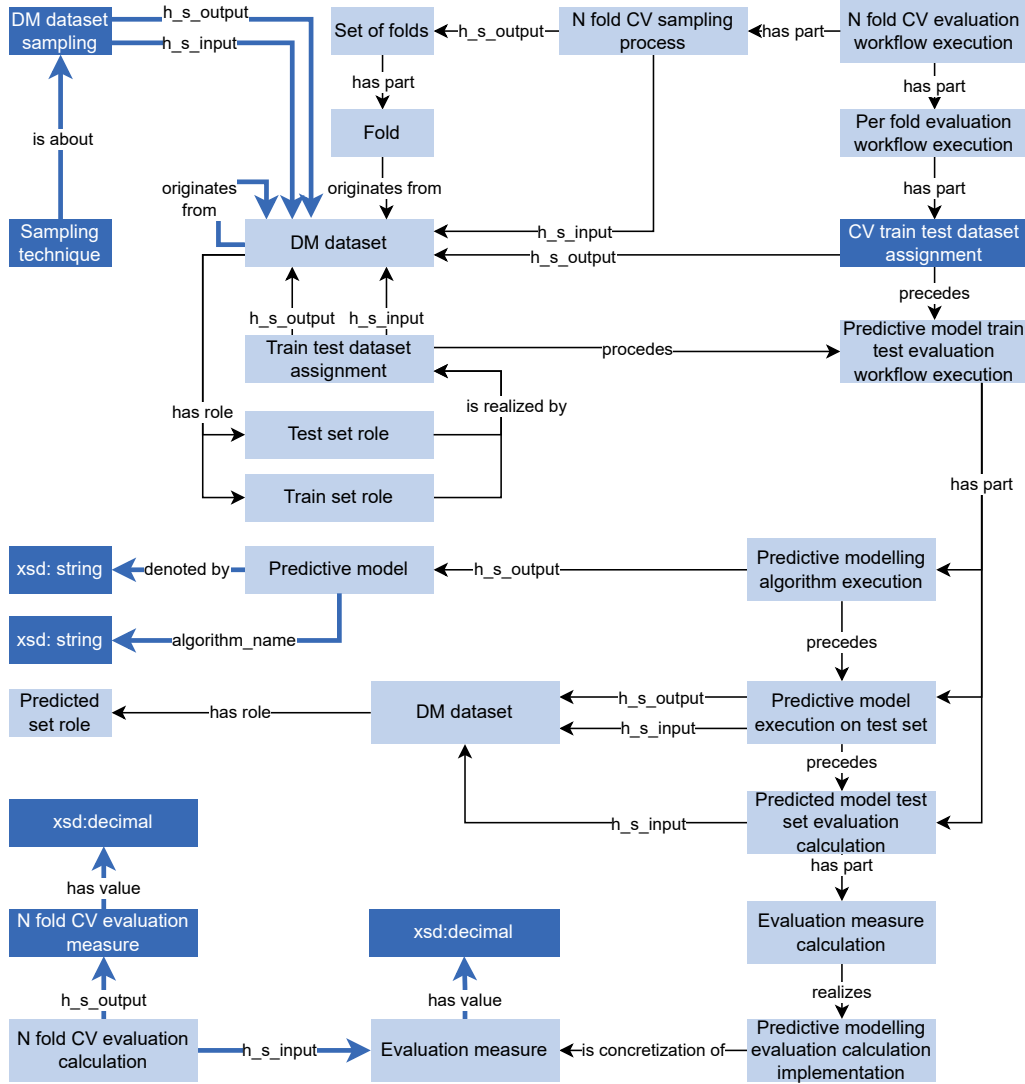 DM dataset
sampling
h_s_output
h_s_input
Set of folds
h_s_output
N fold CV sampling
process
has part
N fold CV evaluation
workflow execution
has part
has part
is about
Fold
Per fold evaluation
workflow execution
originates
from
originates from
has part
Sampling
technique
DM dataset
h_s_input
h_s_output
CV train test dataset
assignment
precedes
h_s_output
h_s_input
Train test dataset
assignment
procedes
Predictive model train
test evaluation
workflow execution
has role
is realized by
Test set role
has part
Train set role
xsd: string
denoted by
Predictive model
h_s_output
Predictive modelling
algorithm execution
xsd: string
algorithm_name
precedes
Predicted
set role
has role
DM dataset
h_s_output
h_s_input
Predictive model
execution on test set
precedes
xsd:decimal
h_s_input
Predicted model test
set evaluation
calculation
has part
has value
N fold CV evaluation
measure
xsd:decimal
Evaluation measure
calculation
h_s_output
has value
realizes
N fold CV evaluation
calculation
h_s_input
Evaluation measure
is concretization of
Predictive modelling
evaluation calculation
implementation